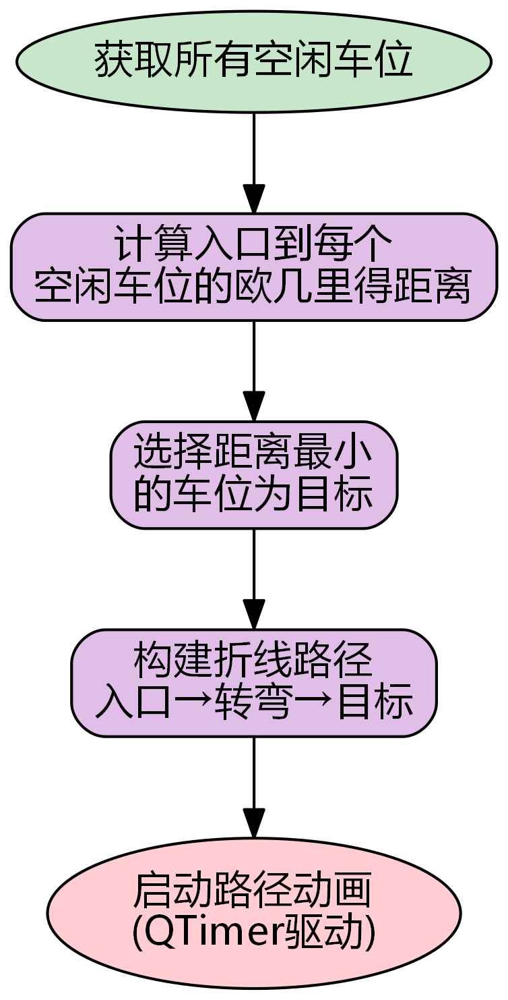 获取所有空闲车位
计算入口到每个
空闲车位的欧几里得距离
选择距离最小
的车位为目标
构建折线路径
入口→转弯→目标
启动路径动画
(QTimer驱动)